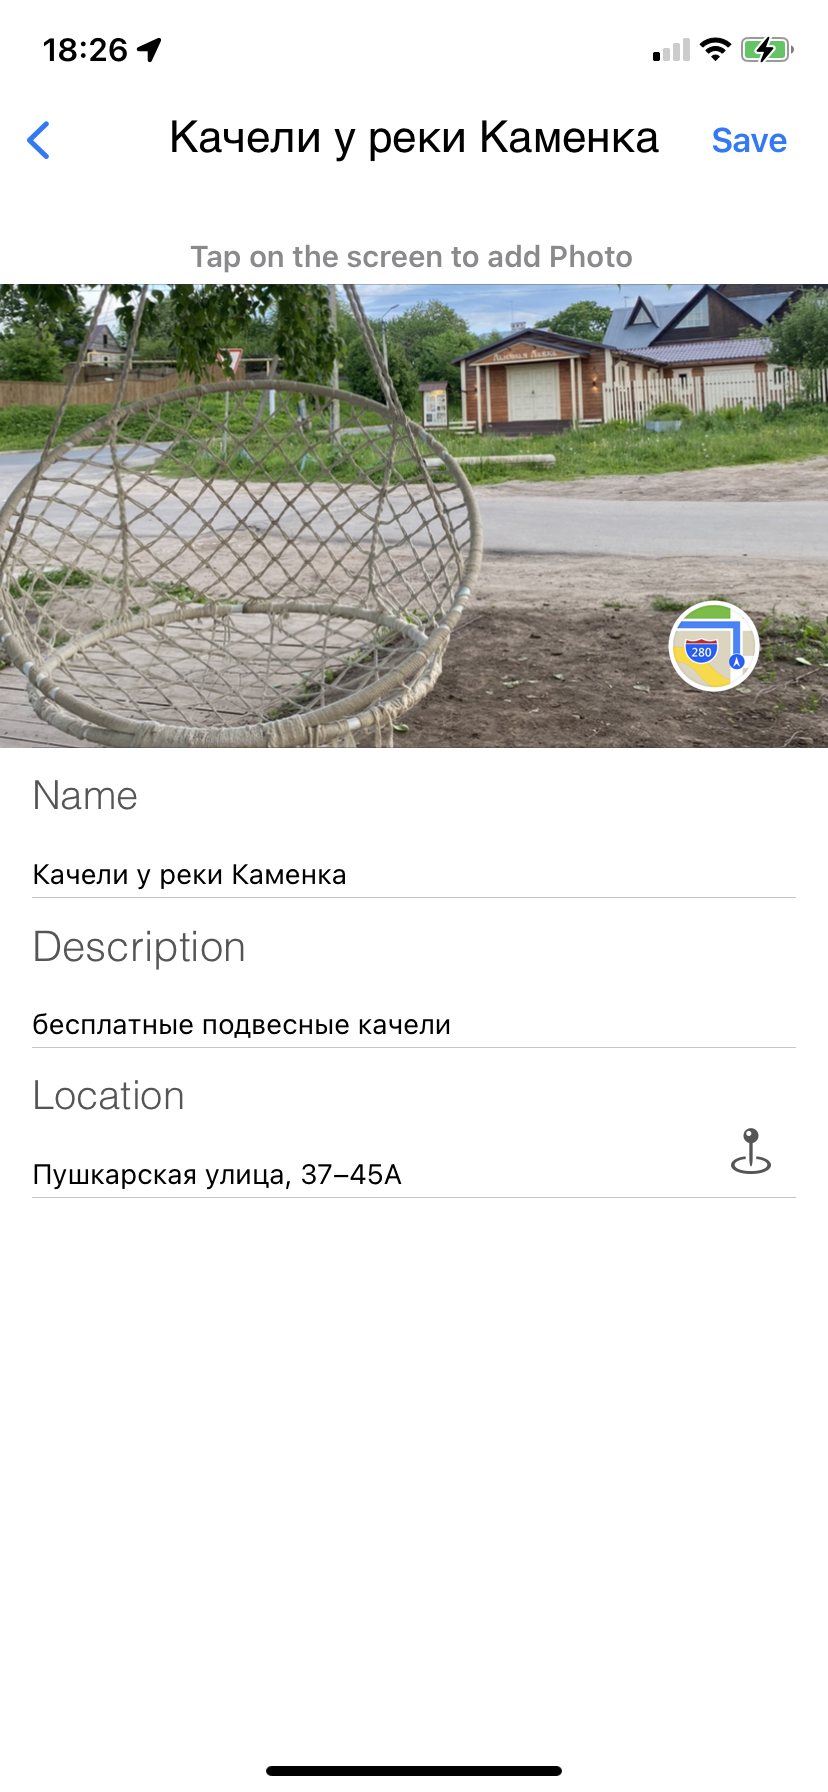 18:26
Качели у реки Каменка
Save
Tap on the screen to add Photo
280
Name
Качели у реки Каменка
Description
бесплатные подвесные качели
Location
Пушкарская улица, 37–45А